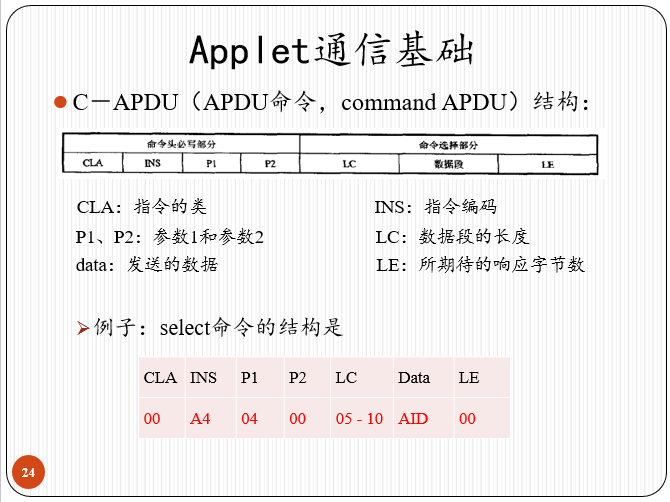 Applet通信基础
C－APDU（APDU命令，command APDU）结构：
命令头必写部分 命令选择部分
CLA INS P1 P2 LC 数据段 LE
CLA：指令的类 INS：指令编码
P1、P2：参数1和参数2 LC：数据段的长度
data：发送的数据 LE：所期待的响应字节数
例子：select命令的结构是
CLA INS P1 P2 LC Data LE
00 A4 04 00 05 - 10 AID 00
24